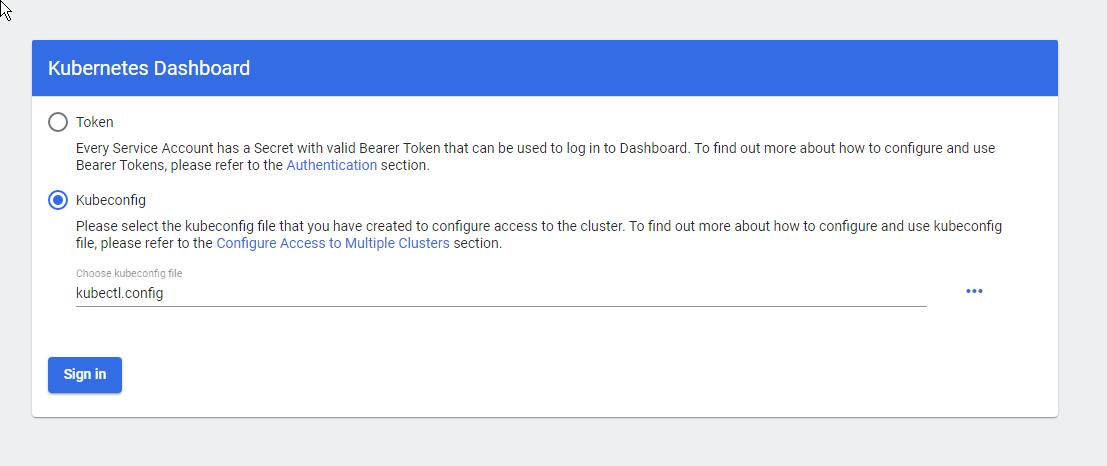 Kubernetes Dashboard
Token
Every Service Account has a Secret with valid Bearer Token that can be used to log in to Dashboard. To find out more about how to configure and use
Bearer Tokens, please refer to the Authentication section.
Kubeconfig
Please select the kubeconfig file that you have created to configure access to the cluster. To find out more about how to configure and use kubeconfig
file, please refer to the Configure Access to Multiple Clusters section.
Choose kubeconfig file
kubectl.config
Sign in